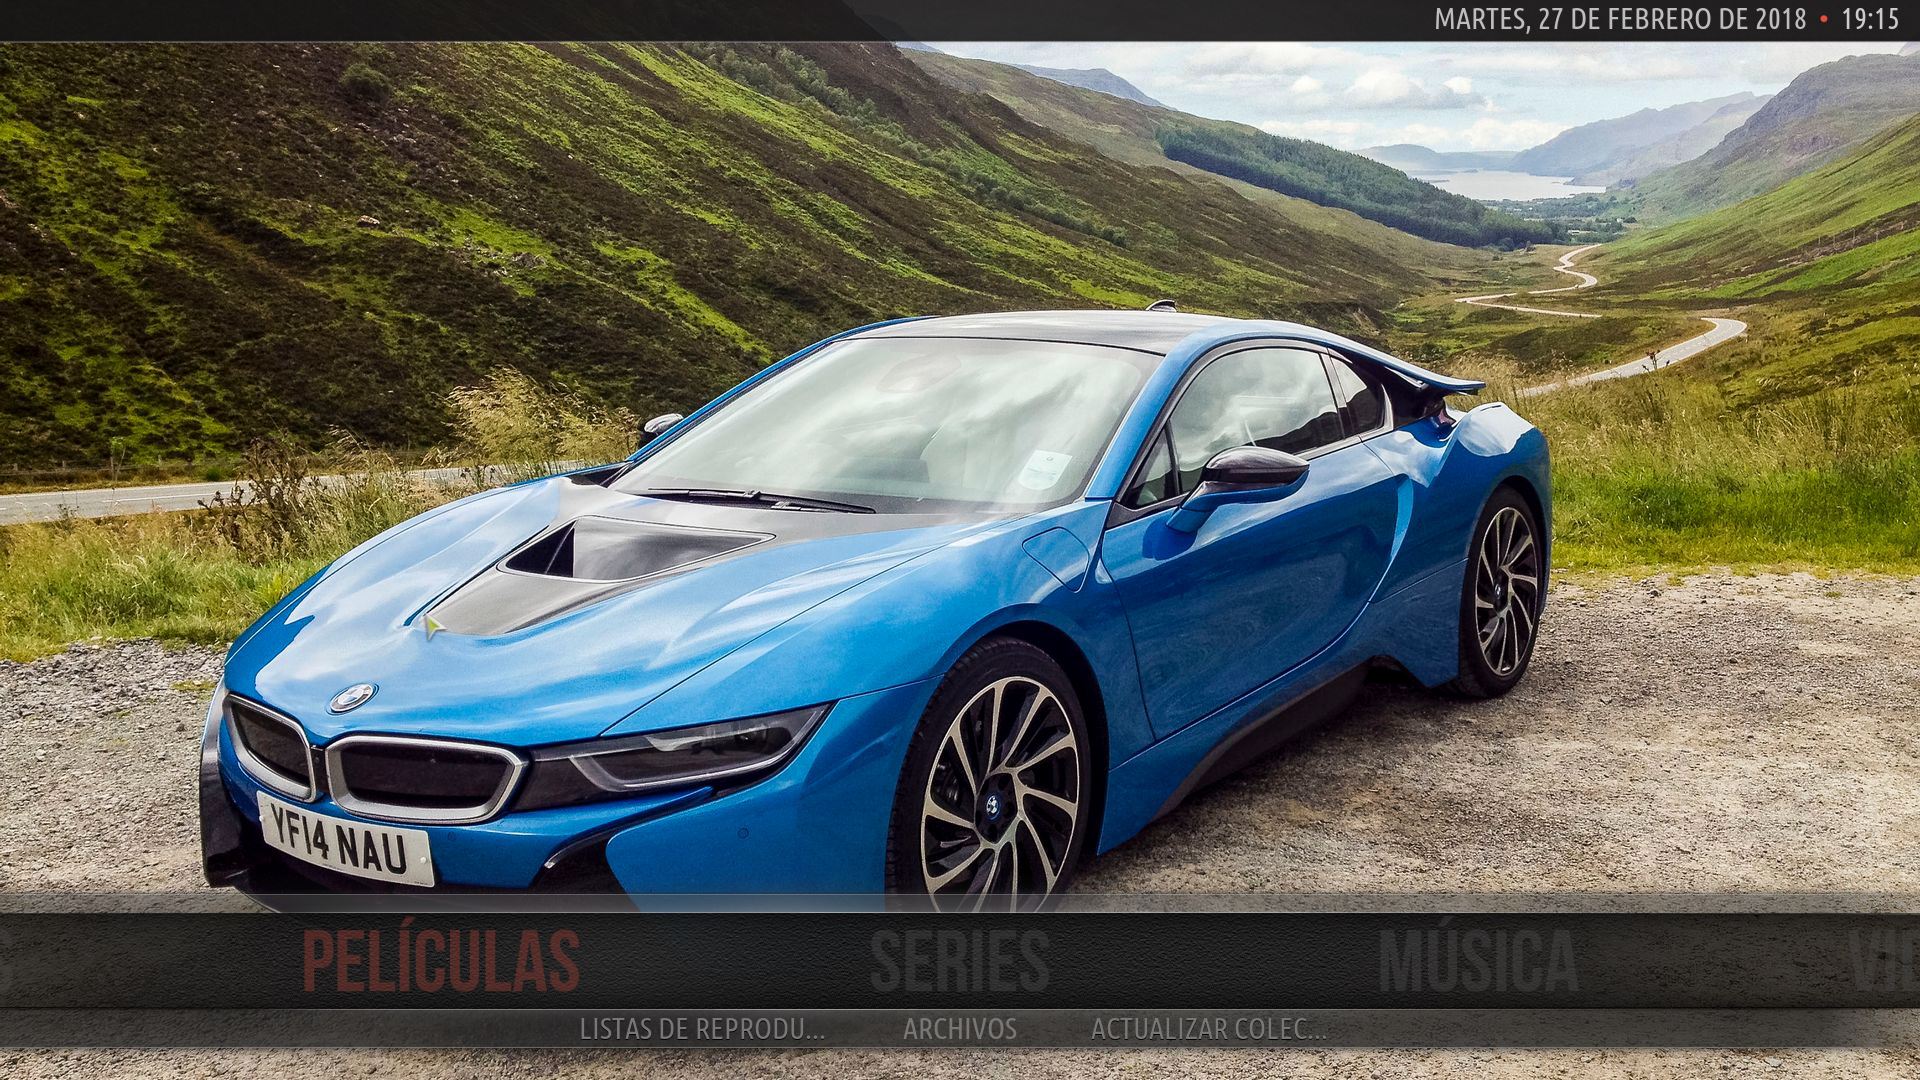 MARTES, 27 DE FEBRERO DE 2018 • 19:15
YF14 NAU
PELÍCULAS SERIES MÚSICA
LISTAS DE REPRODU... ARCHIVOS ACTUALIZAR COLEC...